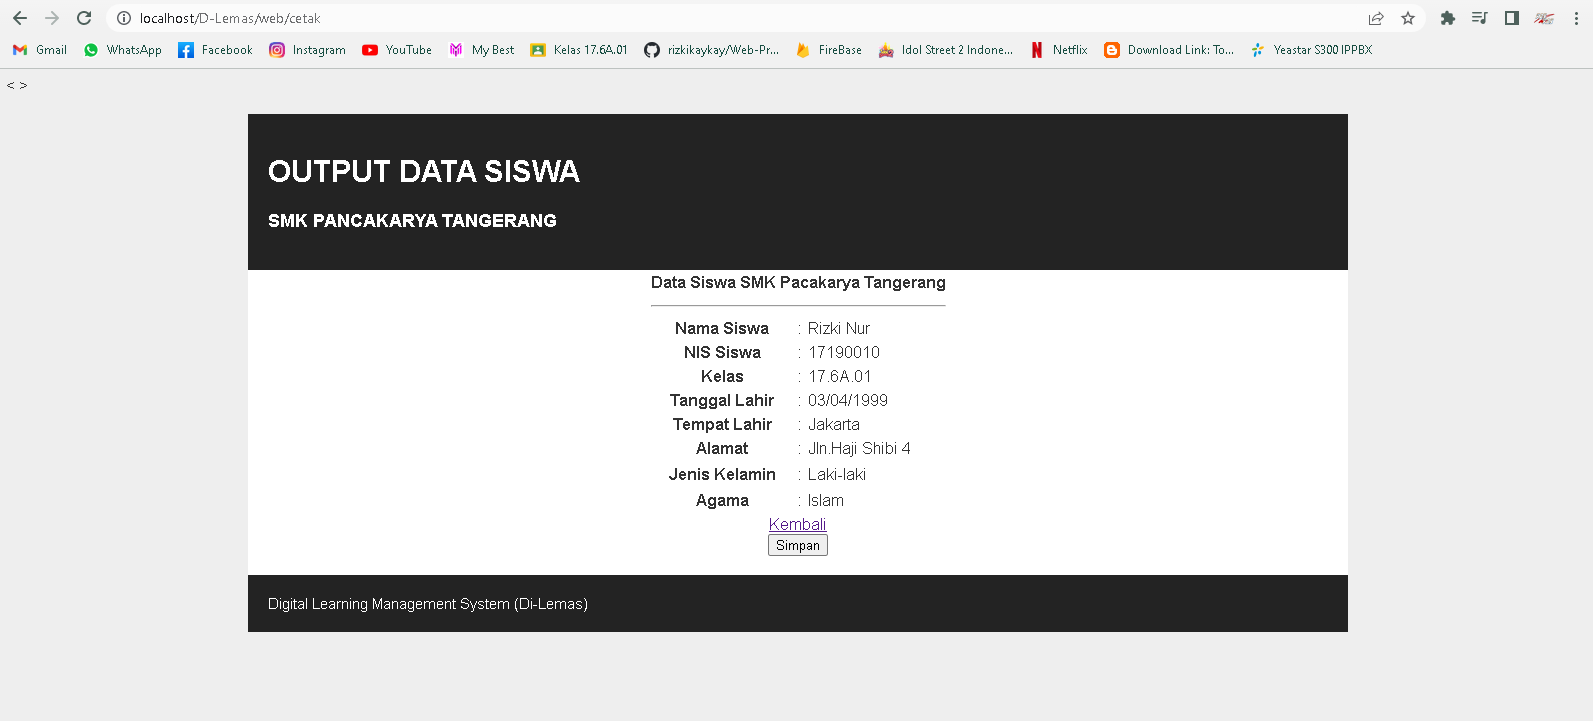 localhost/D-Lemas/web/cetak
Gmail WhatsApp Facebook Instagram YouTube My Best Kelas 17.6A.01 rizkikaykay/Web-Pr... FireBase Idol Street 2 Indone... Netflix Download Link: To... Yeastar S300 IPPBX
< >
OUTPUT DATA SISWA
SMK PANCAKARYA TANGERANG
Data Siswa SMK Pacakarya Tangerang
Nama Siswa : Rizki Nur
NIS Siswa : 17190010
Kelas : 17.6A.01
Tanggal Lahir : 03/04/1999
Tempat Lahir : Jakarta
Alamat : Jln.Haji Shibi 4
Jenis Kelamin : Laki-laki
Agama : Islam
Kembali
Simpan
Digital Learning Management System (Di-Lemas)